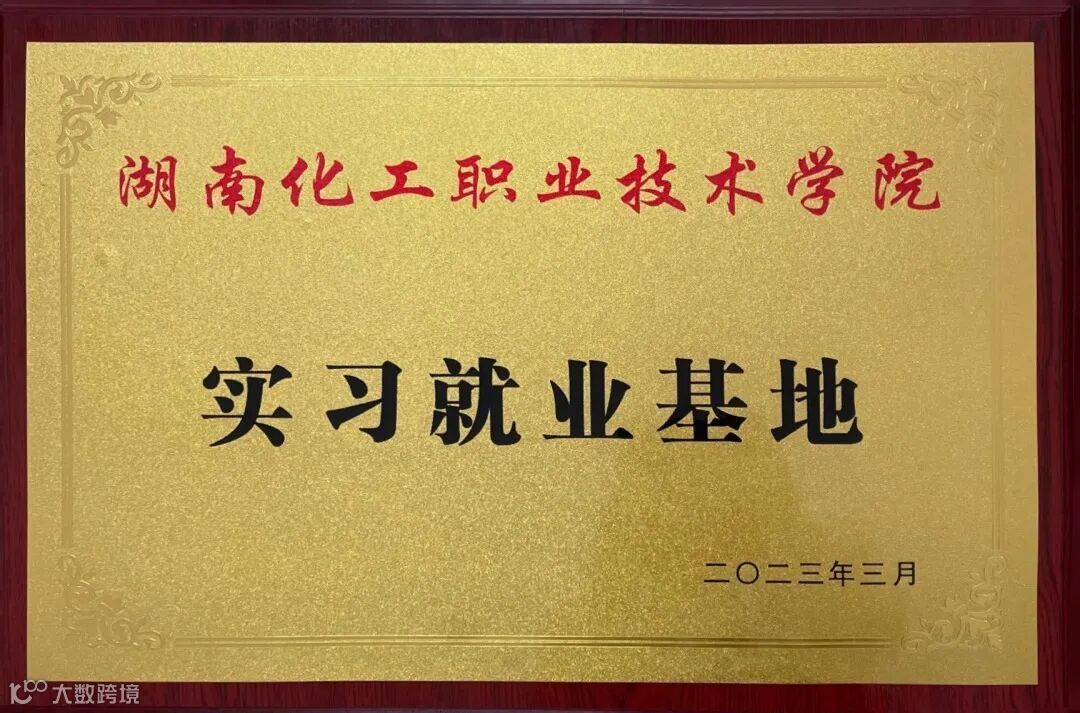 湖南化工职业技术学院
实习就业基地
二〇二三年三月
大数跨境